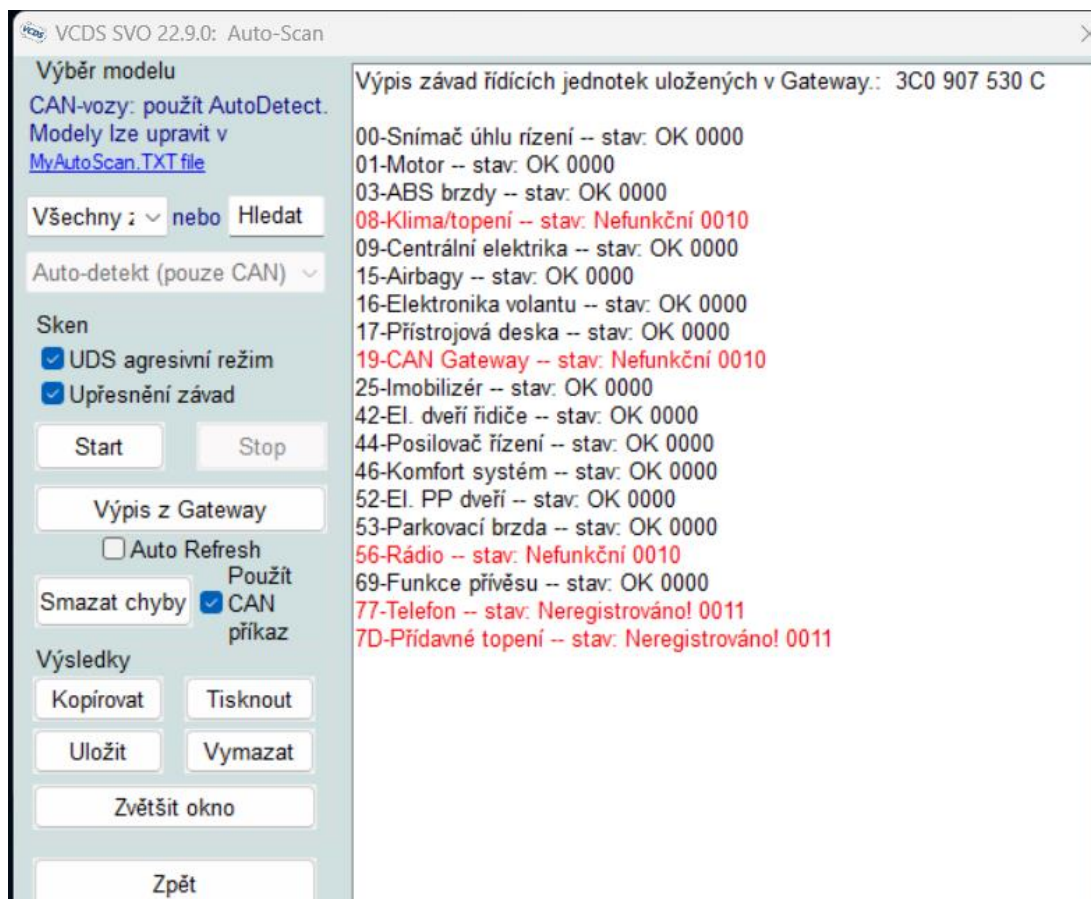 VCDS SVO 22.9.0: Auto-Scan
Výběr modelu
CAN-vozy: použít AutoDetect.
Modely lze upravit v
MyAutoScan.TXT file
Všechny z nebo Hledat
Auto-detekt (pouze CAN)
Sken
UDS agresivní režim
Upřesnění závad
Start Stop
Výpis z Gateway
Auto Refresh
Smazat chyby Použít
CAN
příkaz
Výsledky
Kopírovat Tisknout
Uložit Vymazat
Zvětšit okno
Zpět
Výpis závad řídících jednotek uložených v Gateway.: 3C0 907 530 C
00-Snímač úhlu rízení -- stav: OK 0000
01-Motor -- stav: OK 0000
03-ABS brzdy -- stav: OK 0000
08-Klima/topení -- stav: Nefunkční 0010
09-Centrální elektrika -- stav: OK 0000
15-Airbagy -- stav: OK 0000
16-Elektronika volantu -- stav: OK 0000
17-Přístrojová deska -- stav: OK 0000
19-CAN Gateway -- stav: Nefunkční 0010
25-Imobilizér -- stav: OK 0000
42-El. dveří řidiče -- stav: OK 0000
44-Posilovač řízení -- stav: OK 0000
46-Komfort systém -- stav: OK 0000
52-El. PP dveří -- stav: OK 0000
53-Parkovací brzda -- stav: OK 0000
56-Rádio -- stav: Nefunkční 0010
69-Funkce přívěsu -- stav: OK 0000
77-Telefon -- stav: Neregistrováno! 0011
7D-Přídavné topení -- stav: Neregistrováno! 0011